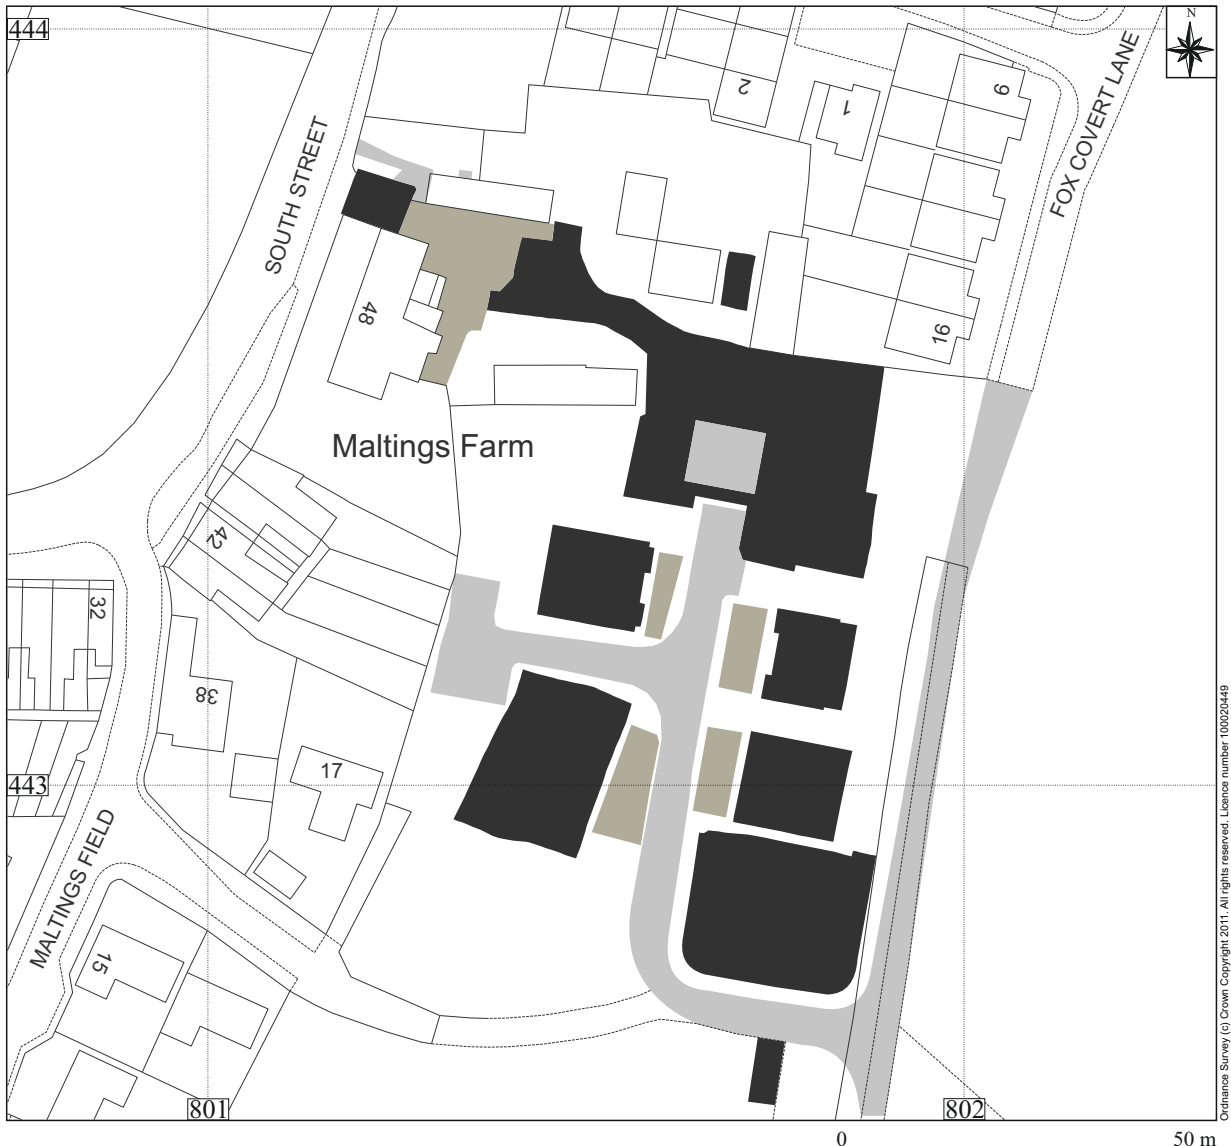 N
444
2
1
9
SOUTH STREET
FOX COVERT LANE
48
16
Maltings Farm
42
32
38
17
443
MALTINGS FIELD
15
801
802
0
50 m
Ordnance Survey (c) Crown Copyright 2011. All rights reserved. Licence number 100020449